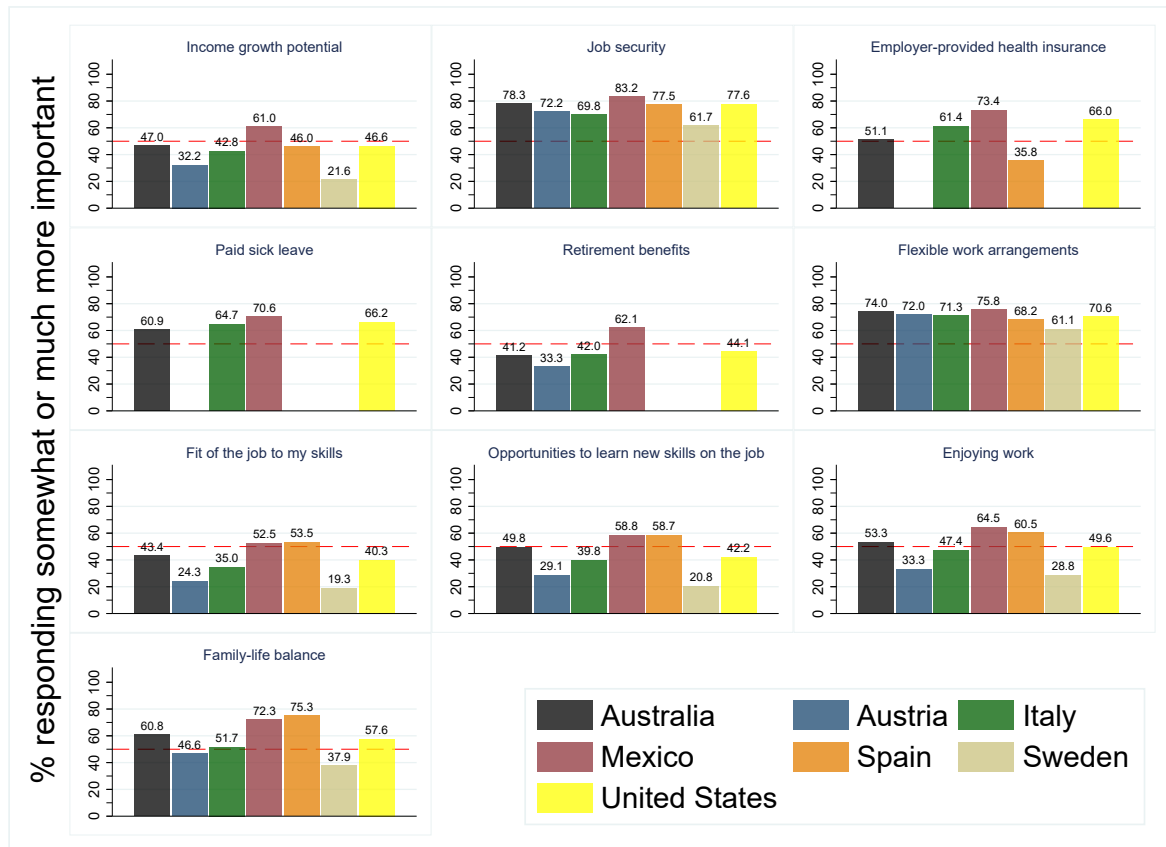 % responding somewhat or much more important
Income growth potential
0 20 40 60 80 100
47.0 32.2 42.8 61.0 46.0 21.6 46.6
Job security
0 20 40 60 80 100
78.3 72.2 69.8 83.2 77.5 61.7 77.6
Employer-provided health insurance
0 20 40 60 80 100
51.1 61.4 73.4 35.8 66.0
Paid sick leave
0 20 40 60 80 100
60.9 64.7 70.6 66.2
Retirement benefits
0 20 40 60 80 100
41.2 33.3 42.0 62.1 44.1
Flexible work arrangements
0 20 40 60 80 100
74.0 72.0 71.3 75.8 68.2 61.1 70.6
Fit of the job to my skills
0 20 40 60 80 100
43.4 24.3 35.0 52.5 53.5 19.3 40.3
Opportunities to learn new skills on the job
0 20 40 60 80 100
49.8 29.1 39.8 58.8 58.7 20.8 42.2
Enjoying work
0 20 40 60 80 100
53.3 33.3 47.4 64.5 60.5 28.8 49.6
Family-life balance
0 20 40 60 80 100
60.8 46.6 51.7 72.3 75.3 37.9 57.6
Australia Austria Italy
Mexico Spain Sweden
United States